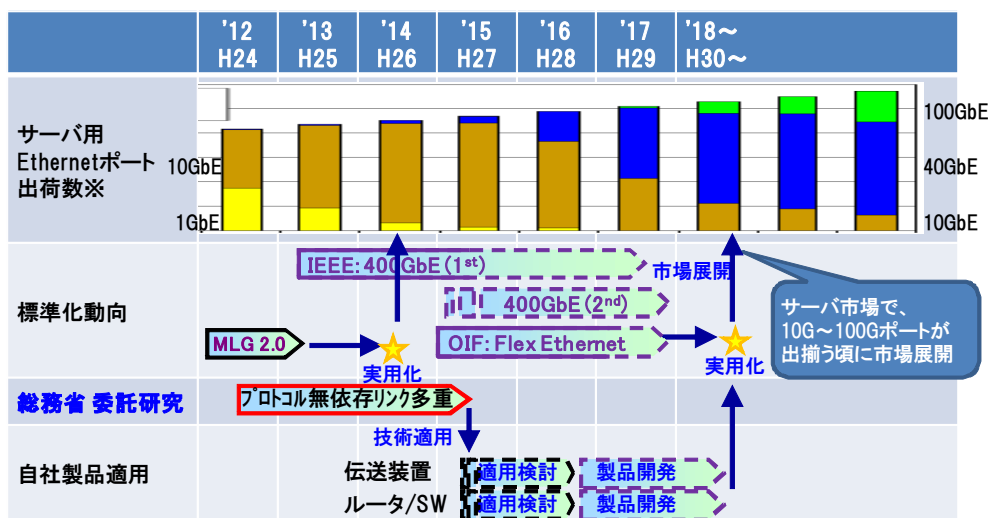 '12 '13 '14 '15 '16 '17 '18～
H24 H25 H26 H27 H28 H29 H30～
サーバ用
Ethernetポート
出荷数※
10GbE
1GbE
100GbE
40GbE
10GbE
標準化動向
IEEE:400GbE(1st)
市場展開
400GbE(2nd)
MLG 2.0
OIF:Flex Ethernet
実用化
実用化
サーバ市場で、
10G～100Gポートが
出揃う頃に市場展開
総務省 委託研究
プロトコル無依存リンク多重
技術適用
自社製品適用
伝送装置
適用検討
製品開発
ルータ/SW
適用検討
製品開発